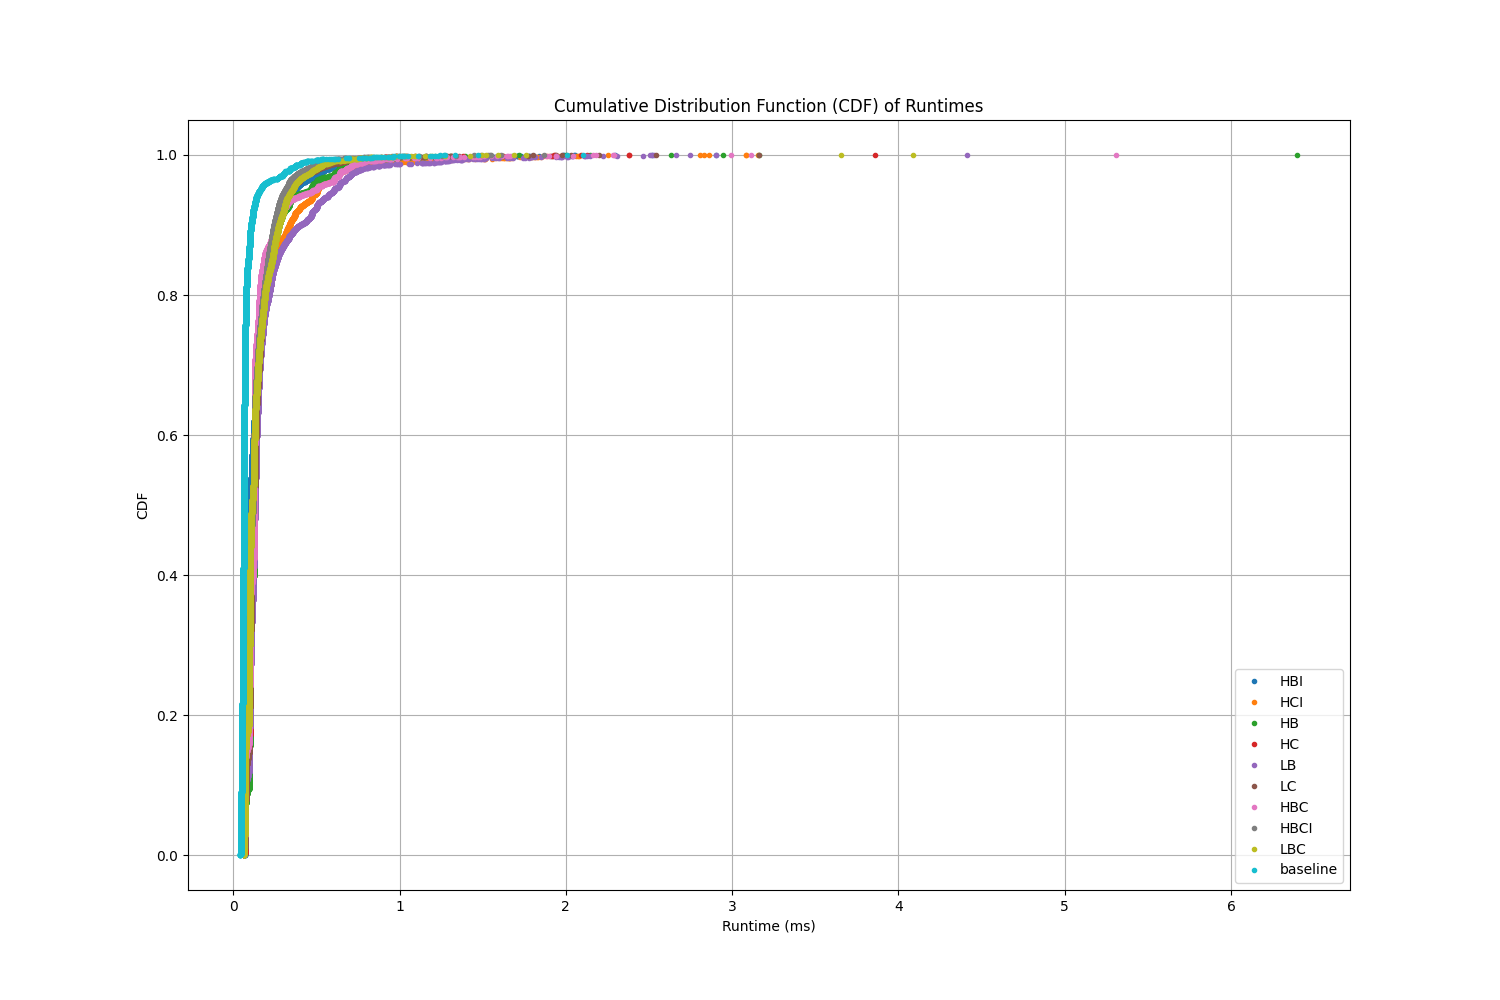 Cumulative Distribution Function (CDF) of Runtimes
1.0
0.8
0.6
0.4
0.2
0.0
CDF
0 1 2 3 4 5 6
Runtime (ms)
HBI
HCI
HB
HC
LB
LC
HBC
HBCI
LBC
baseline